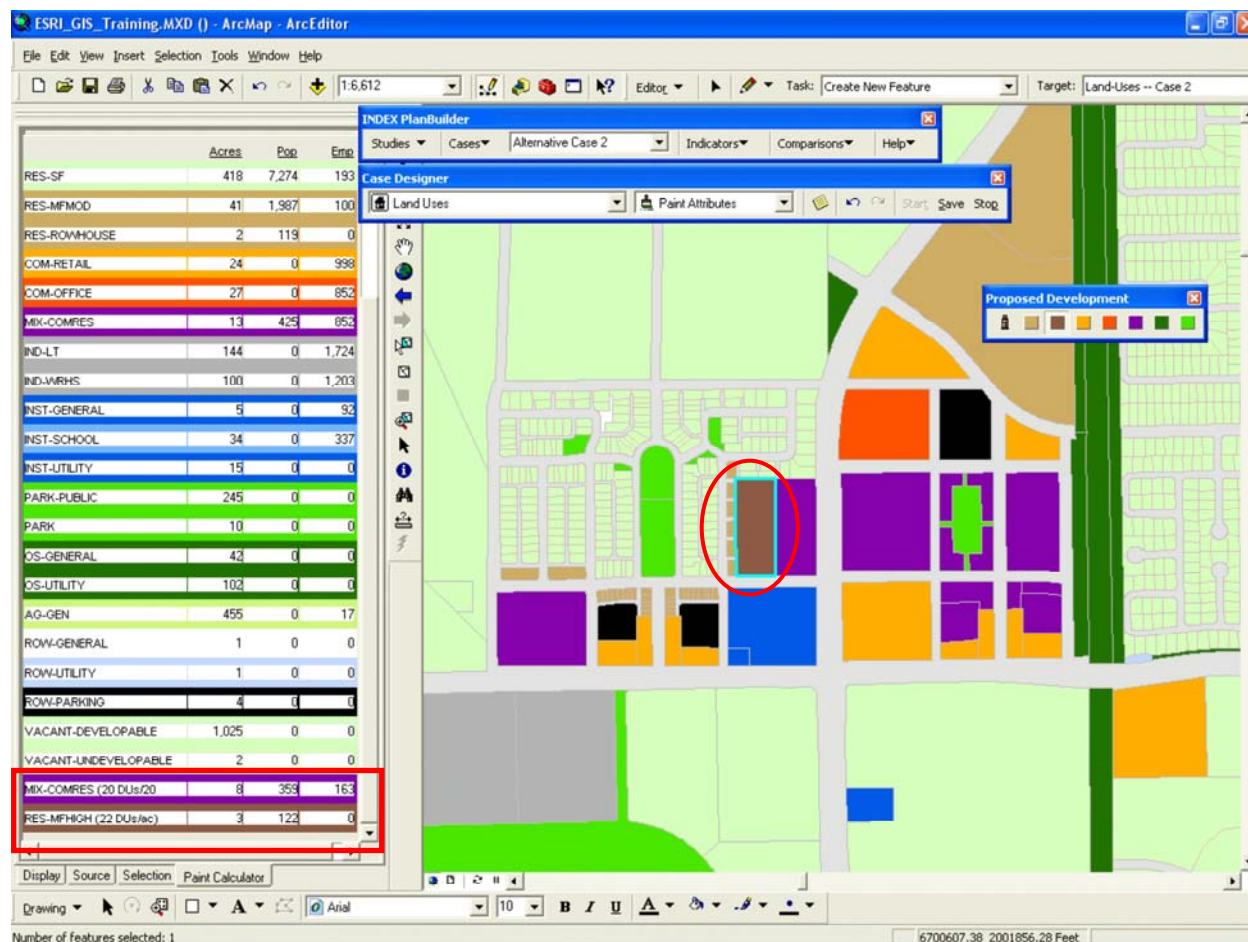 ESRI_GIS_Training.MXD () - ArcMap - ArcEditor
File Edit View Insert Selection Tools Window Help
1:6,612 Editor Task: Create New Feature Target: Land-Uses -- Case 2
INDEX PlanBuilder
Studies Cases Alternative Case 2 Indicators Comparisons Help
Case Designer
Land Uses Paint Attributes Start Save Stop
Proposed Development
Acres Pop Emp
RES-SF 418 7,274 193
RES-MFMOD 41 1,987 100
RES-ROWHOUSE 2 119 0
COM-RETAIL 24 0 998
COM-OFFICE 27 0 852
MIX-COMRES 13 425 852
IND-LT 144 0 1,724
IND-WRHS 100 0 1,203
INST-GENERAL 5 0 92
INST-SCHOOL 34 0 337
INST-UTILITY 15 0 0
PARK-PUBLIC 245 0 0
PARK 10 0 0
OS-GENERAL 42 0 0
OS-UTILITY 102 0 0
AG-GEN 455 0 17
ROW-GENERAL 1 0 0
ROW-UTILITY 1 0 0
ROW-PARKING 4 0 0
VACANT-DEVELOPABLE 1,025 0 0
VACANT-UNDEVELOPABLE 2 0 0
MIX-COMRES (20 DUs/20 8 359 163
RES-MFHIGH (22 DUs/ac) 3 122 0
Display Source Selection Paint Calculator
Drawing A Arial 10 B I U A
Number of features selected: 1 6700607.38 2001856.28 Feet